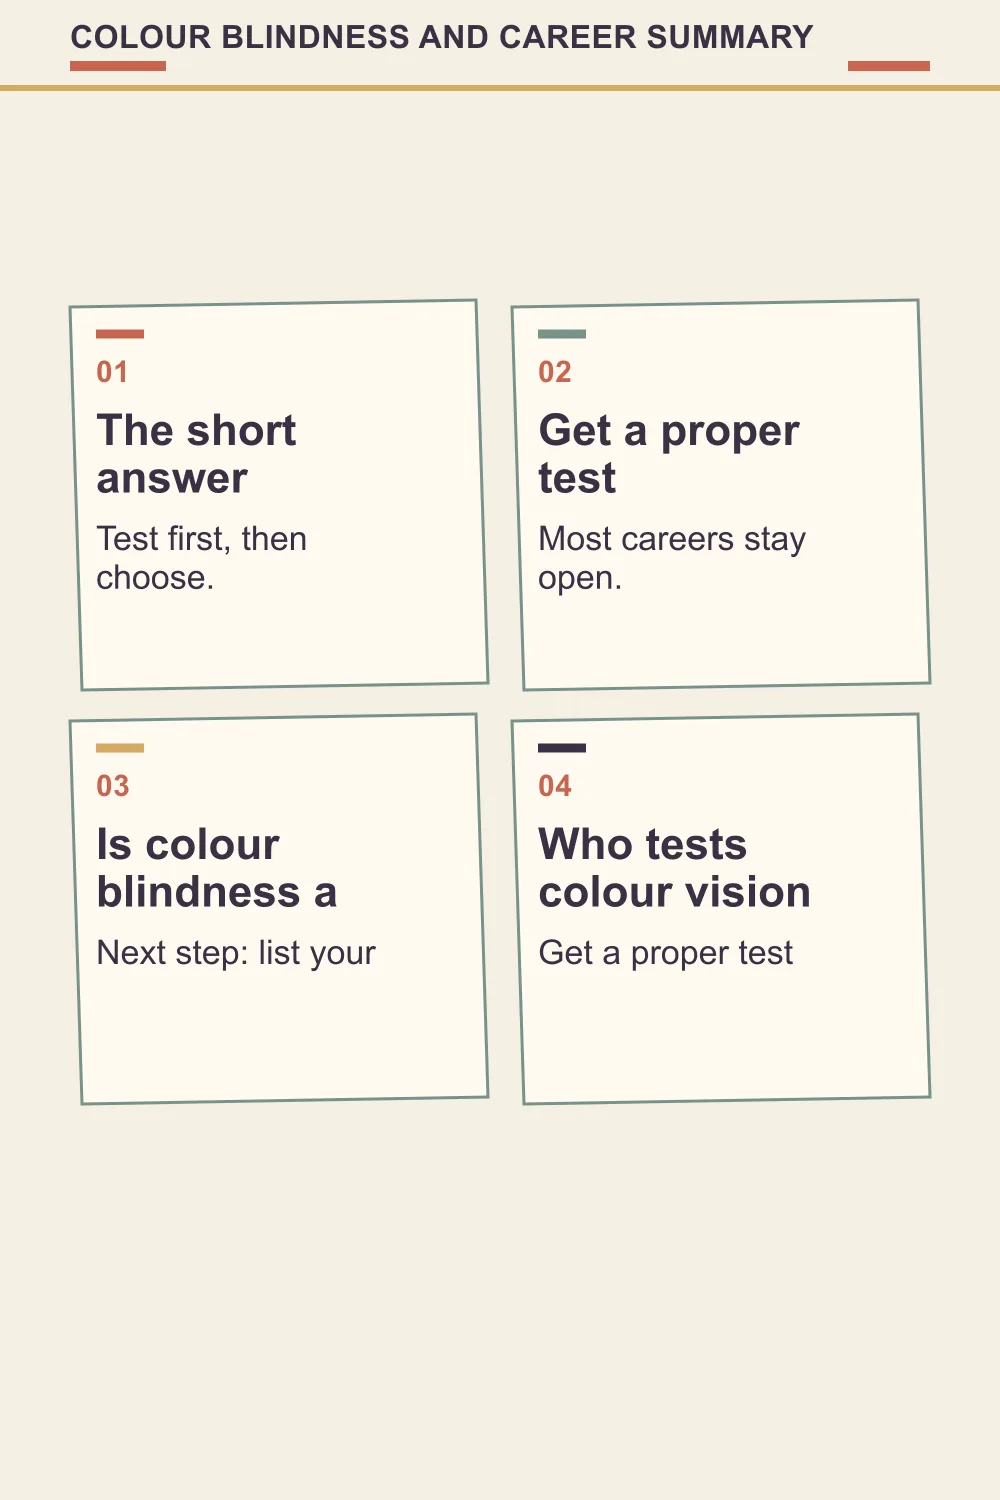 COLOUR BLINDNESS AND CAREER SUMMARY
01
The short
answer
Test first, then
choose.
02
Get a proper
test
Most careers stay
open.
03
Is colour
blindness a
Next step: list your
04
Who tests
colour vision
Get a proper test